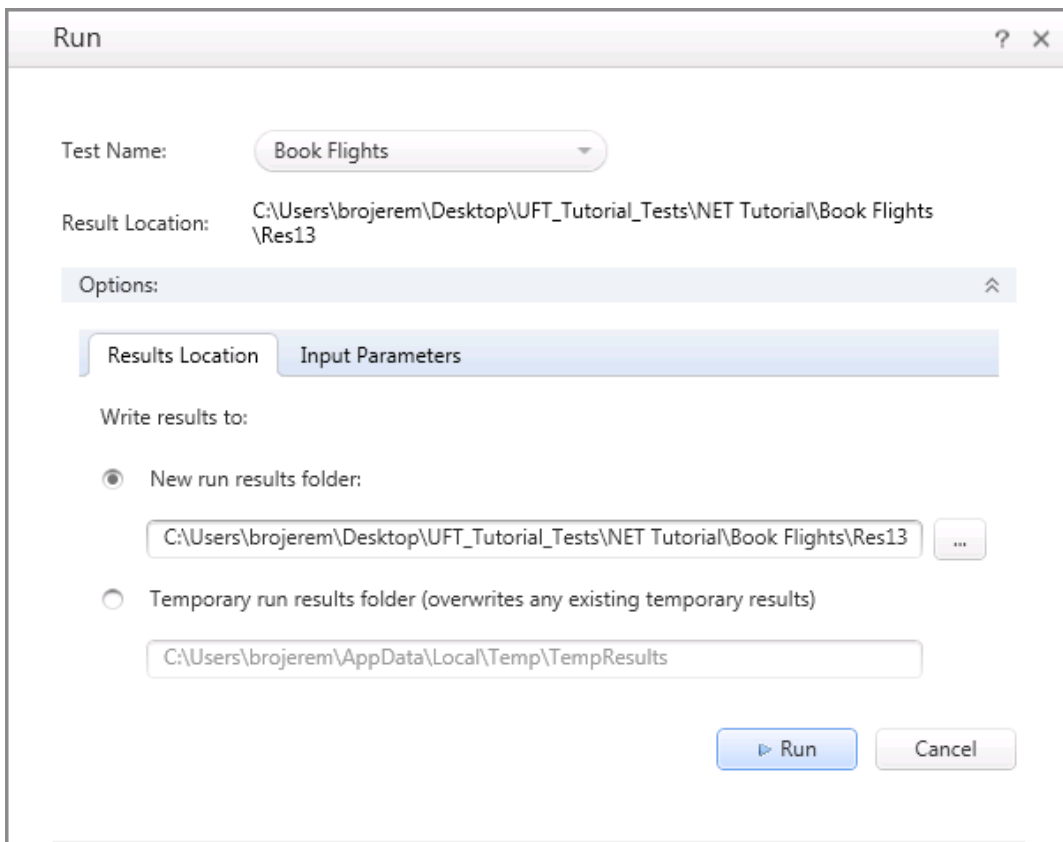 Run ? ×
Test Name: Book Flights
Result Location: C:\Users\brojerem\Desktop\UFT_Tutorial_Tests\NET Tutorial\Book Flights
\Res13
Options:
Results Location Input Parameters
Write results to:
New run results folder:
C:\Users\brojerem\Desktop\UFT_Tutorial_Tests\NET Tutorial\Book Flights\Res13 ...
Temporary run results folder (overwrites any existing temporary results)
C:\Users\brojerem\AppData\Local\Temp\TempResults
Run Cancel